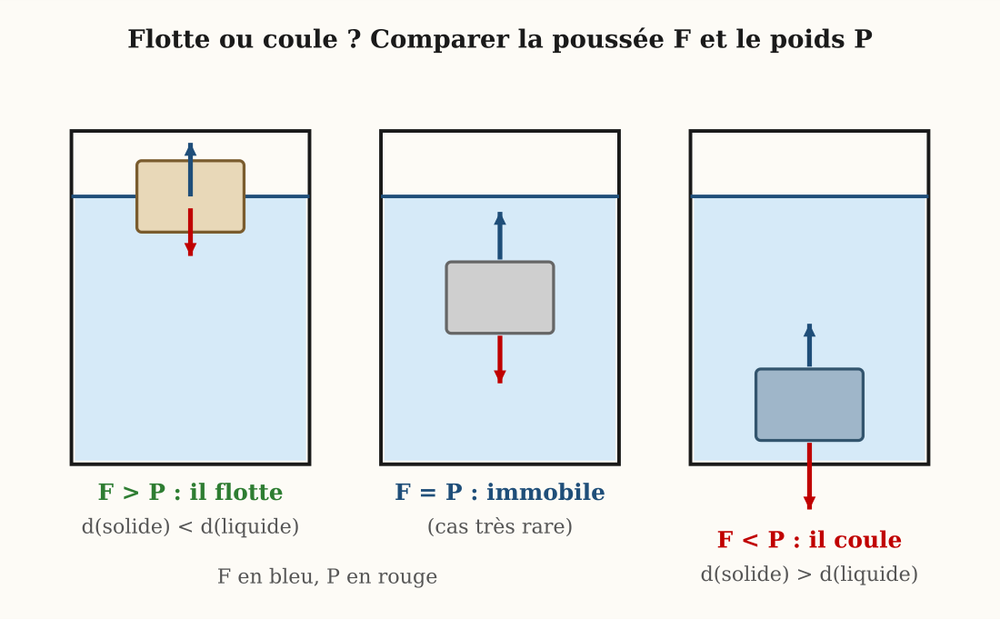 Flotte ou coule ? Comparer la poussée F et le poids P
F > P : il flotte
d(solide) < d(liquide)
F = P : immobile
(cas très rare)
F < P : il coule
d(solide) > d(liquide)
F en bleu, P en rouge